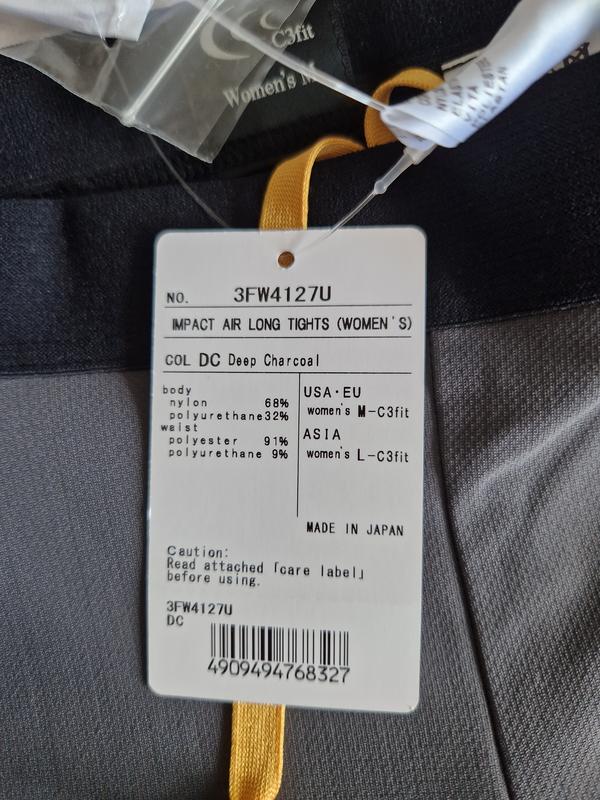 C3fit
Women's M
NO. 3FW4127U
IMPACT AIR LONG TIGHTS (WOMEN'S)
COL DC Deep Charcoal
body
nylon 68%
polyurethane32%
waist
polyester 91%
polyurethane 9%
USA・EU
women's M-C3fit
ASIA
women's L-C3fit
MADE IN JAPAN
Caution:
Read attached「care label」
before using.
3FW4127U
DC
4909494768327